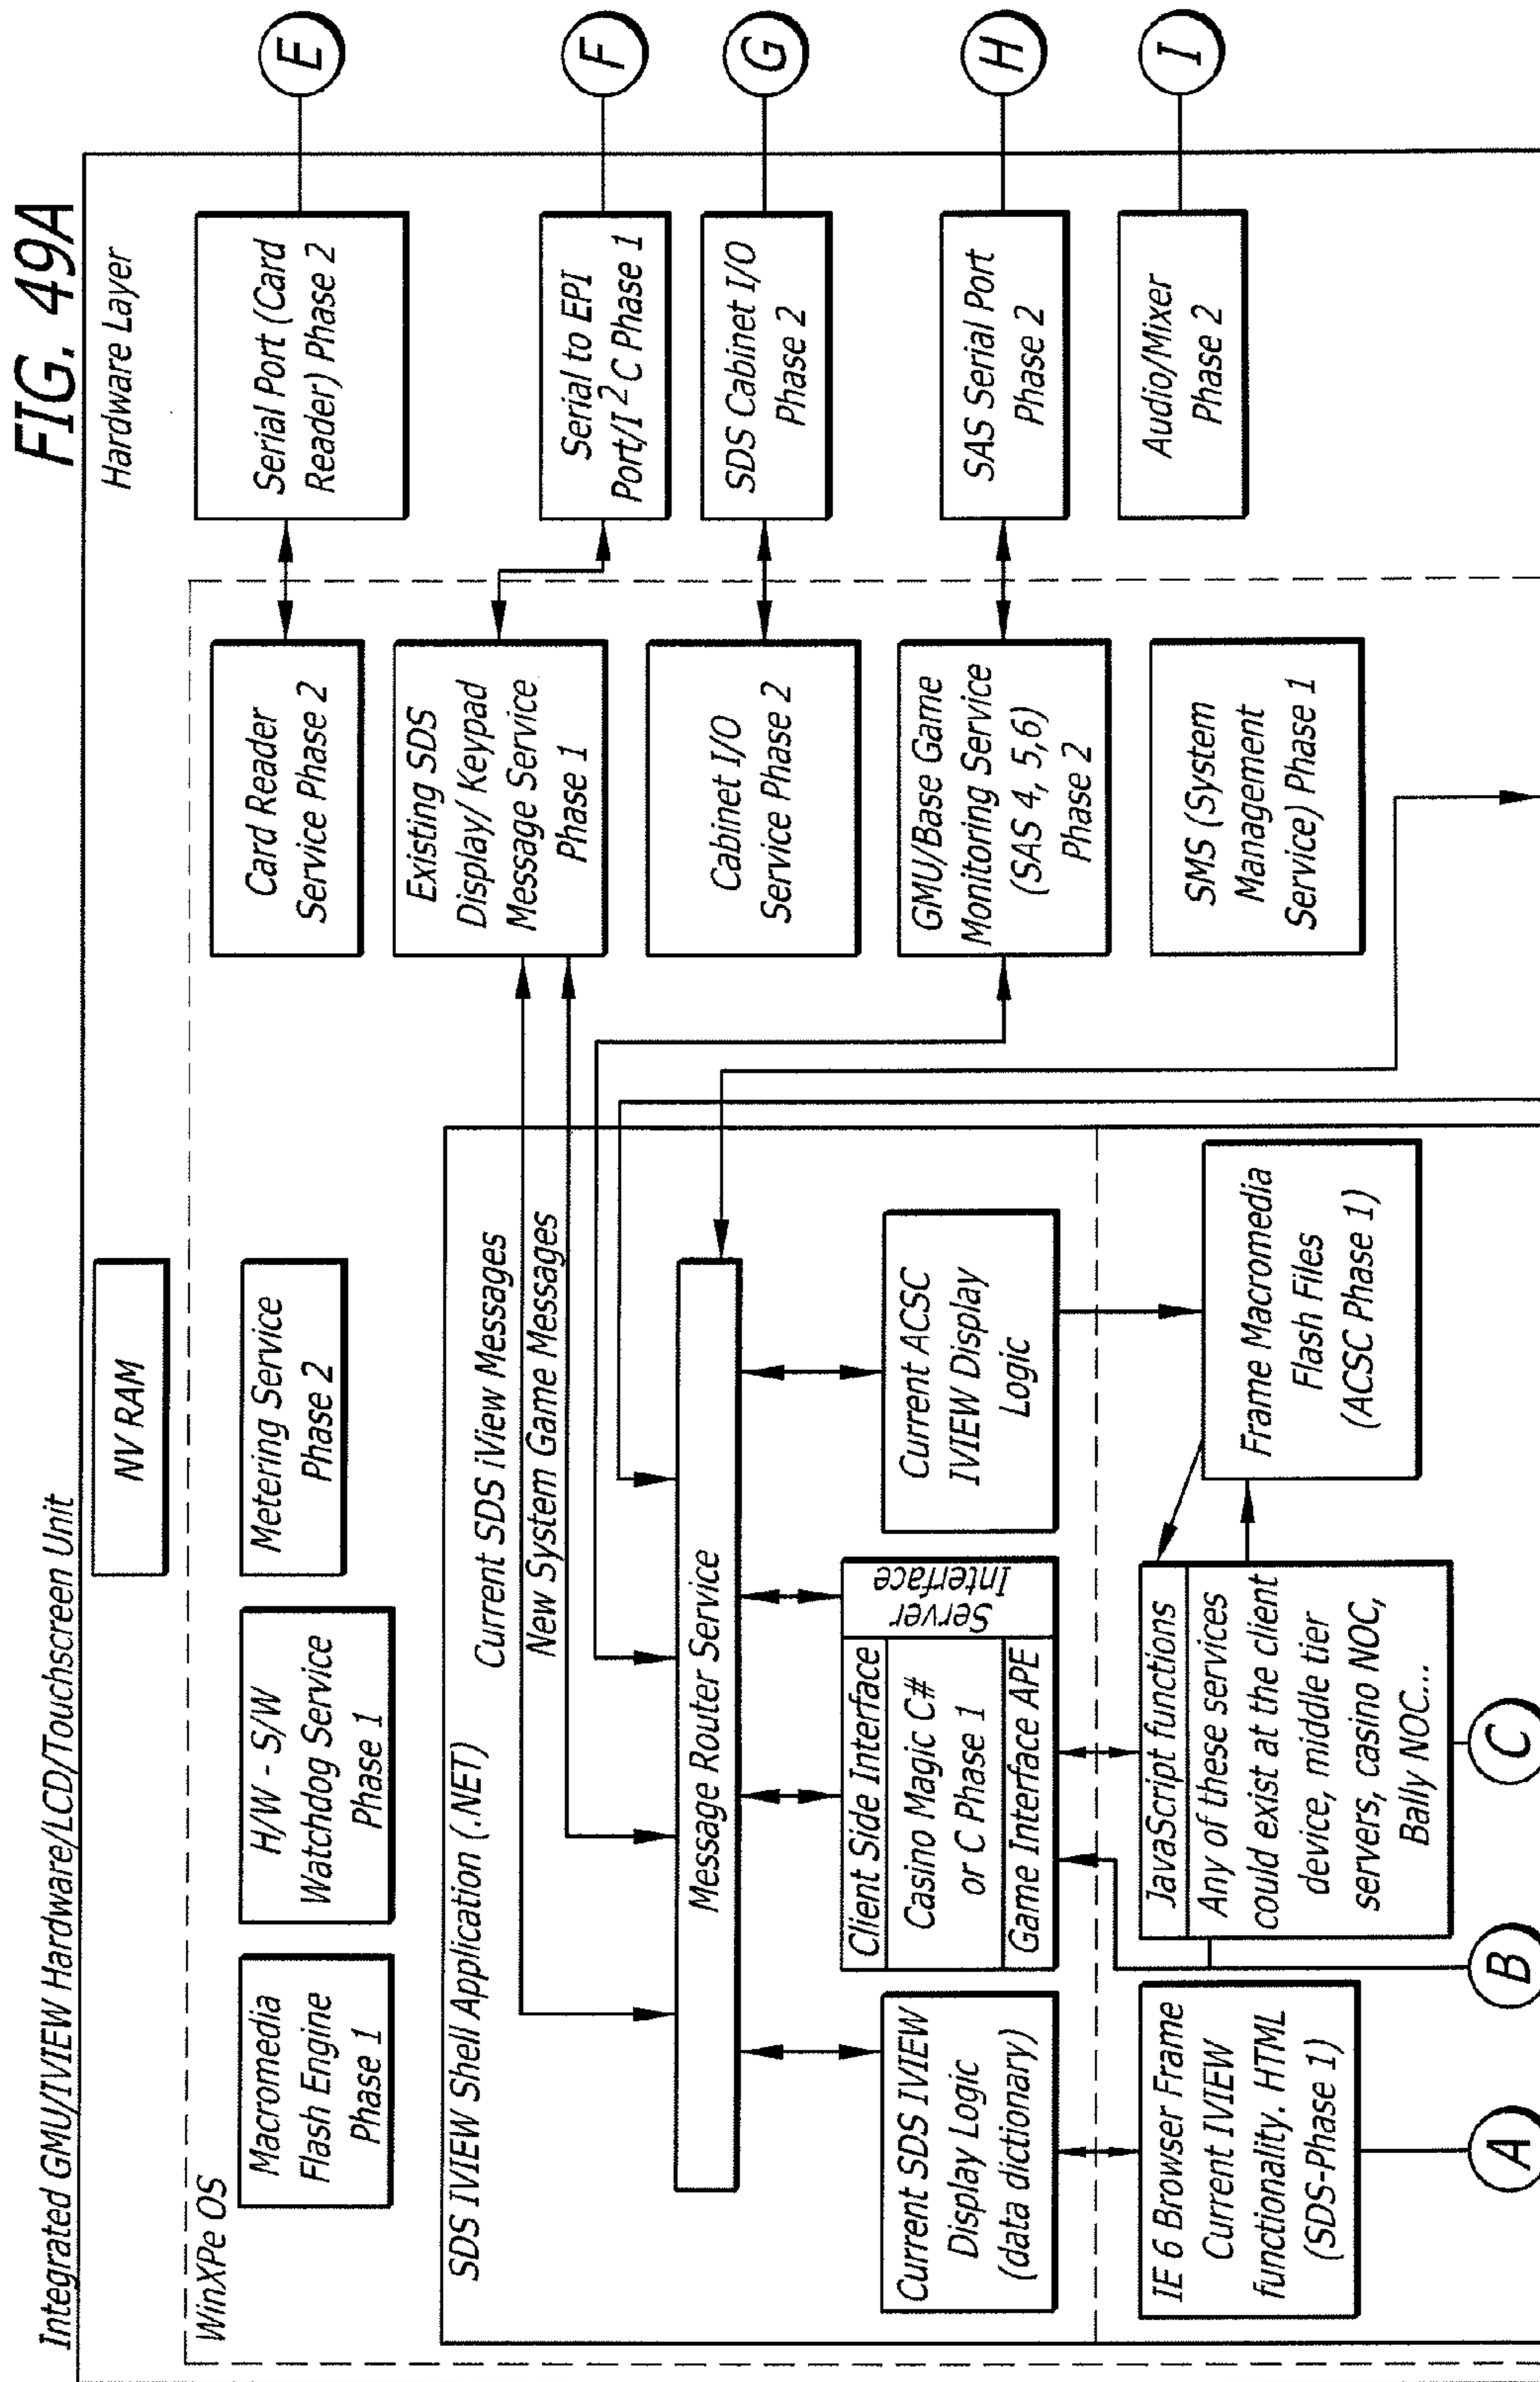 FIG. 49A
Integrated GMU/IVIEW Hardware/LCD/Touchscreen Unit
NV RAM
Hardware Layer
WinXPe OS
Macromedia
Flash Engine
Phase 1
H/W - S/W
Watchdog Service
Phase 1
Metering Service
Phase 2
Card Reader
Service Phase 2
Serial Port (Card
Reader) Phase 2
E
Existing SDS
Display/ Keypad
Message Service
Phase 1
Serial to EPI
Port/I²C Phase 1
F
SDS IVIEW Shell Application (.NET)
Current SDS iView Messages
New System Game Messages
Cabinet I/O
Service Phase 2
SDS Cabinet I/O
Phase 2
G
Message Router Service
GMU/Base Game
Monitoring Service
(SAS 4, 5,6)
Phase 2
SAS Serial Port
Phase 2
H
Current SDS IVIEW
Display Logic
(data dictionary)
Client Side Interface
Casino Magic C#
or C Phase 1
Game Interface APE
Server
Interface
Current ACSC
IVIEW Display
Logic
SMS (System
Management
Service) Phase 1
Audio/Mixer
Phase 2
I
IE 6 Browser Frame
Current IVIEW
functionality. HTML
(SDS-Phase 1)
JavaScript functions
Any of these services
could exist at the client
device, middle tier
servers, casino NOC,
Bally NOC...
Frame Macromedia
Flash Files
(ACSC Phase 1)
A
B
C